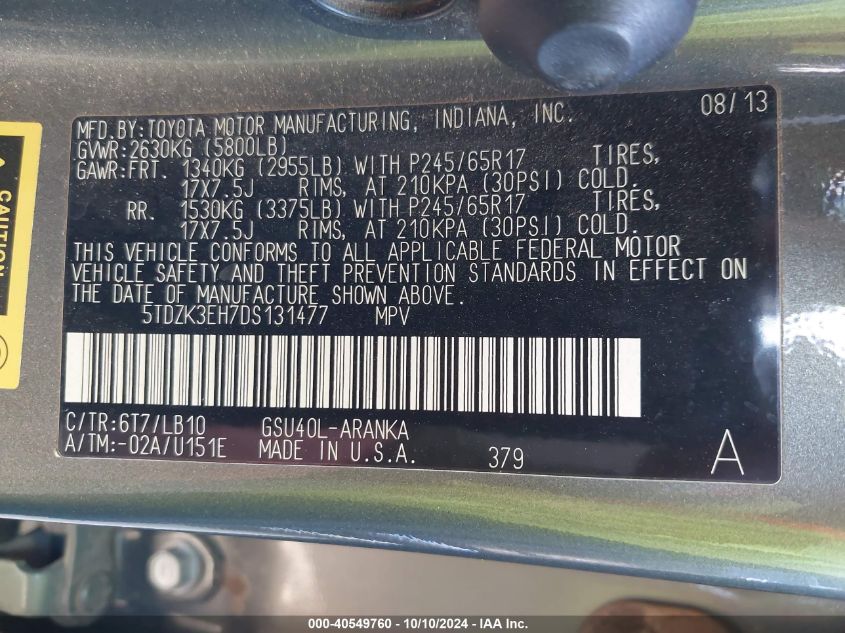 08/13
MFD.BY:TOYOTA MOTOR MANUFACTURING, INDIANA, INC.
GVWR:2630KG (5800LB)
GAWR:FRT. 1340KG (2955LB) WITH P245/65R17 TIRES,
17X7.5J RIMS, AT 210KPA (30PSI) COLD.
RR. 1530KG (3375LB) WITH P245/65R17 TIRES,
17X7.5J RIMS, AT 210KPA (30PSI) COLD.
THIS VEHICLE CONFORMS TO ALL APPLICABLE FEDERAL MOTOR
VEHICLE SAFETY AND THEFT PREVENTION STANDARDS IN EFFECT ON
THE DATE OF MANUFACTURE SHOWN ABOVE.
5TDZK3EH7DS131477 MPV
C/TR:6T7/LB10 GSU40L-ARANKA
A/TM:-02A/U151E MADE IN U.S.A. 379 A
CAUTION
000-40549760 - 10/10/2024 - IAA Inc.